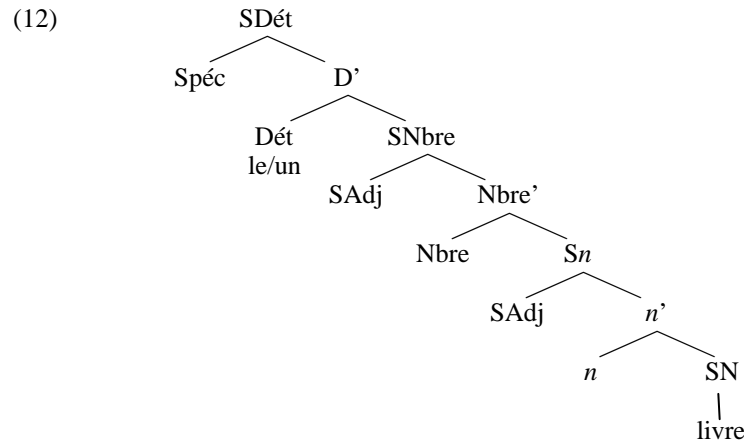 (12) SDét
Spéc D’
Dét SNbre
le/un
SAdj Nbre’
Nbre Sn
SAdj n’
n SN
livre